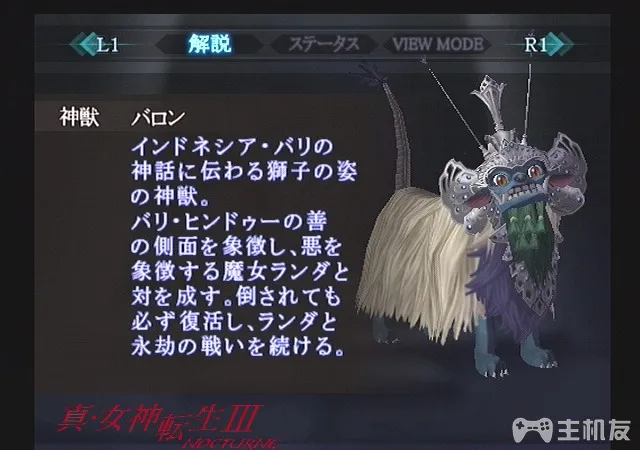 L1 解説 ステータス VIEW MODE R1
神獣 バロン
インドネシア・バリの
神話に伝わる獅子の姿
の神獣。
バリ・ヒンドゥーの善
の側面を象徴し、悪を
象徴する魔女ランダと
対を成す。倒されても
必ず復活し、ランダと
永劫の戦いを続ける。
真・女神転生III
NOCTURNE
主机友